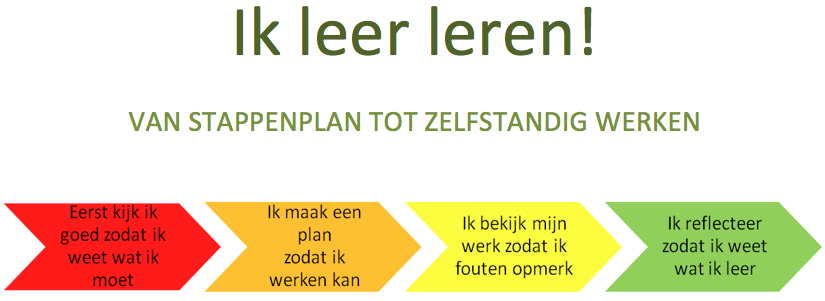 Ik leer leren!
VAN STAPPENPLAN TOT ZELFSTANDIG WERKEN
Eerst kijk ik
goed zodat ik
weet wat ik
moet
Ik maak een
plan
zodat ik
werken kan
Ik bekijk mijn
werk zodat ik
fouten opmerk
Ik reflecteer
zodat ik weet
wat ik leer